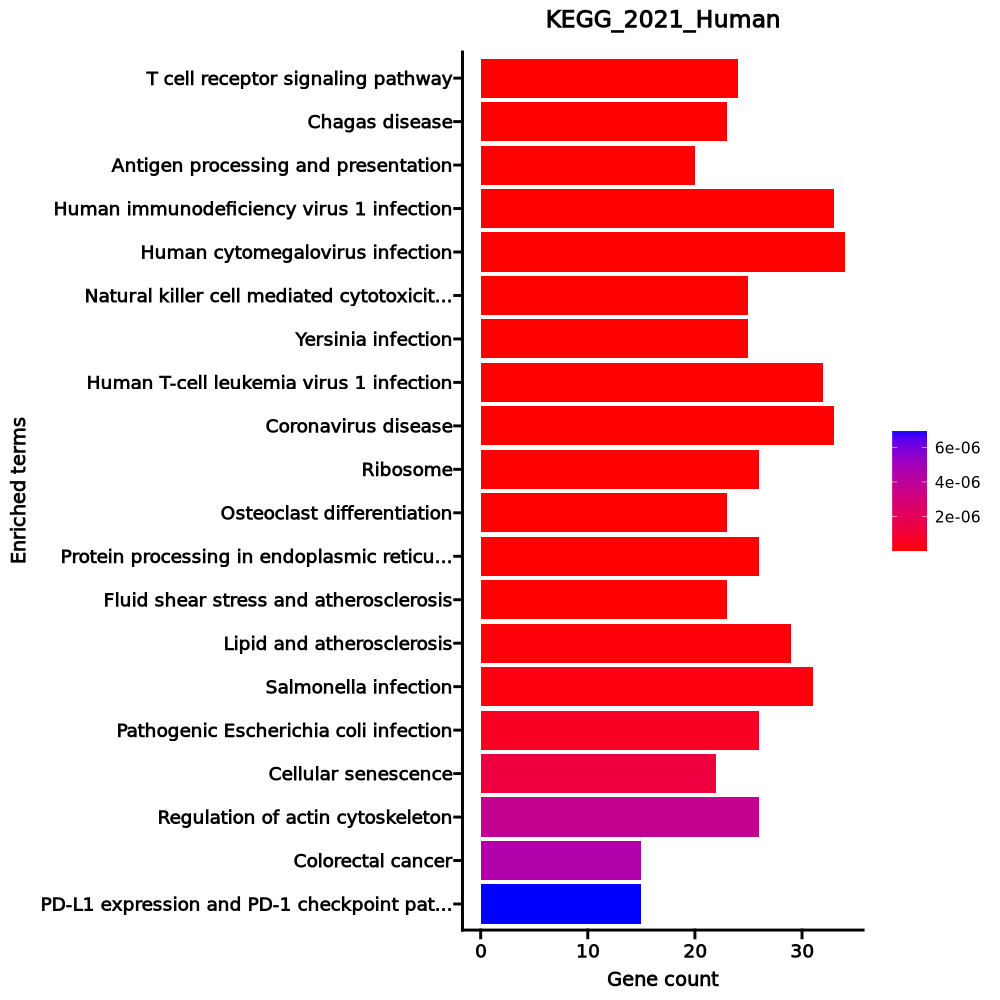 KEGG_2021_Human
T cell receptor signaling pathway
Chagas disease
Antigen processing and presentation
Human immunodeficiency virus 1 infection
Human cytomegalovirus infection
Natural killer cell mediated cytotoxicit...
Yersinia infection
Human T-cell leukemia virus 1 infection
Coronavirus disease
Ribosome
Osteoclast differentiation
Protein processing in endoplasmic reticu...
Fluid shear stress and atherosclerosis
Lipid and atherosclerosis
Salmonella infection
Pathogenic Escherichia coli infection
Cellular senescence
Regulation of actin cytoskeleton
Colorectal cancer
PD-L1 expression and PD-1 checkpoint pat...
Enriched terms
0 10 20 30
Gene count
6e-06
4e-06
2e-06